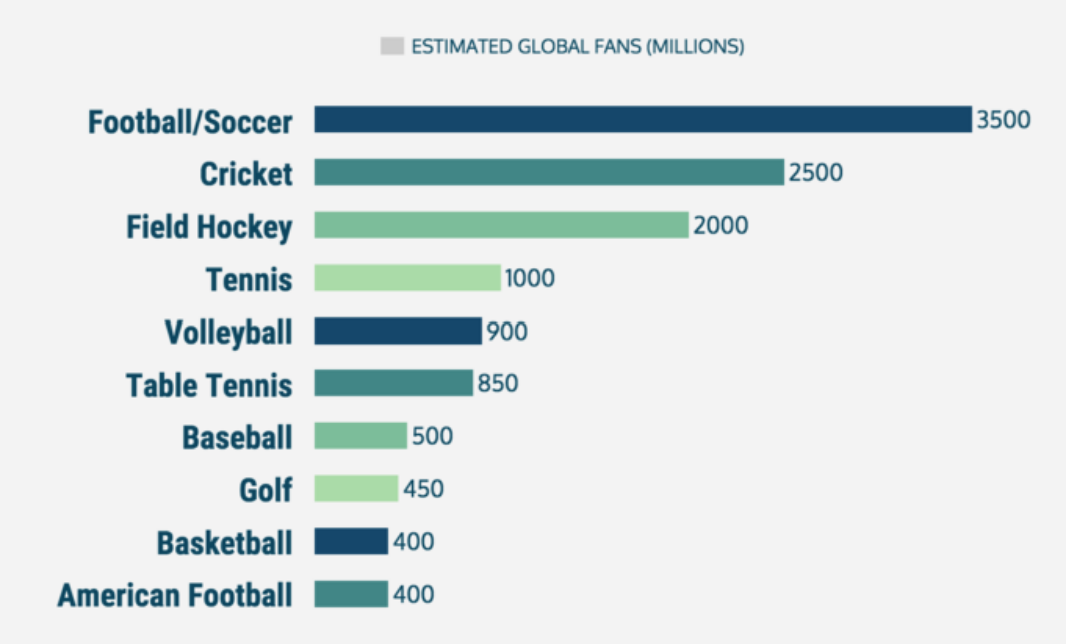 ESTIMATED GLOBAL FANS (MILLIONS)
Football/Soccer 3500
Cricket 2500
Field Hockey 2000
Tennis 1000
Volleyball 900
Table Tennis 850
Baseball 500
Golf 450
Basketball 400
American Football 400